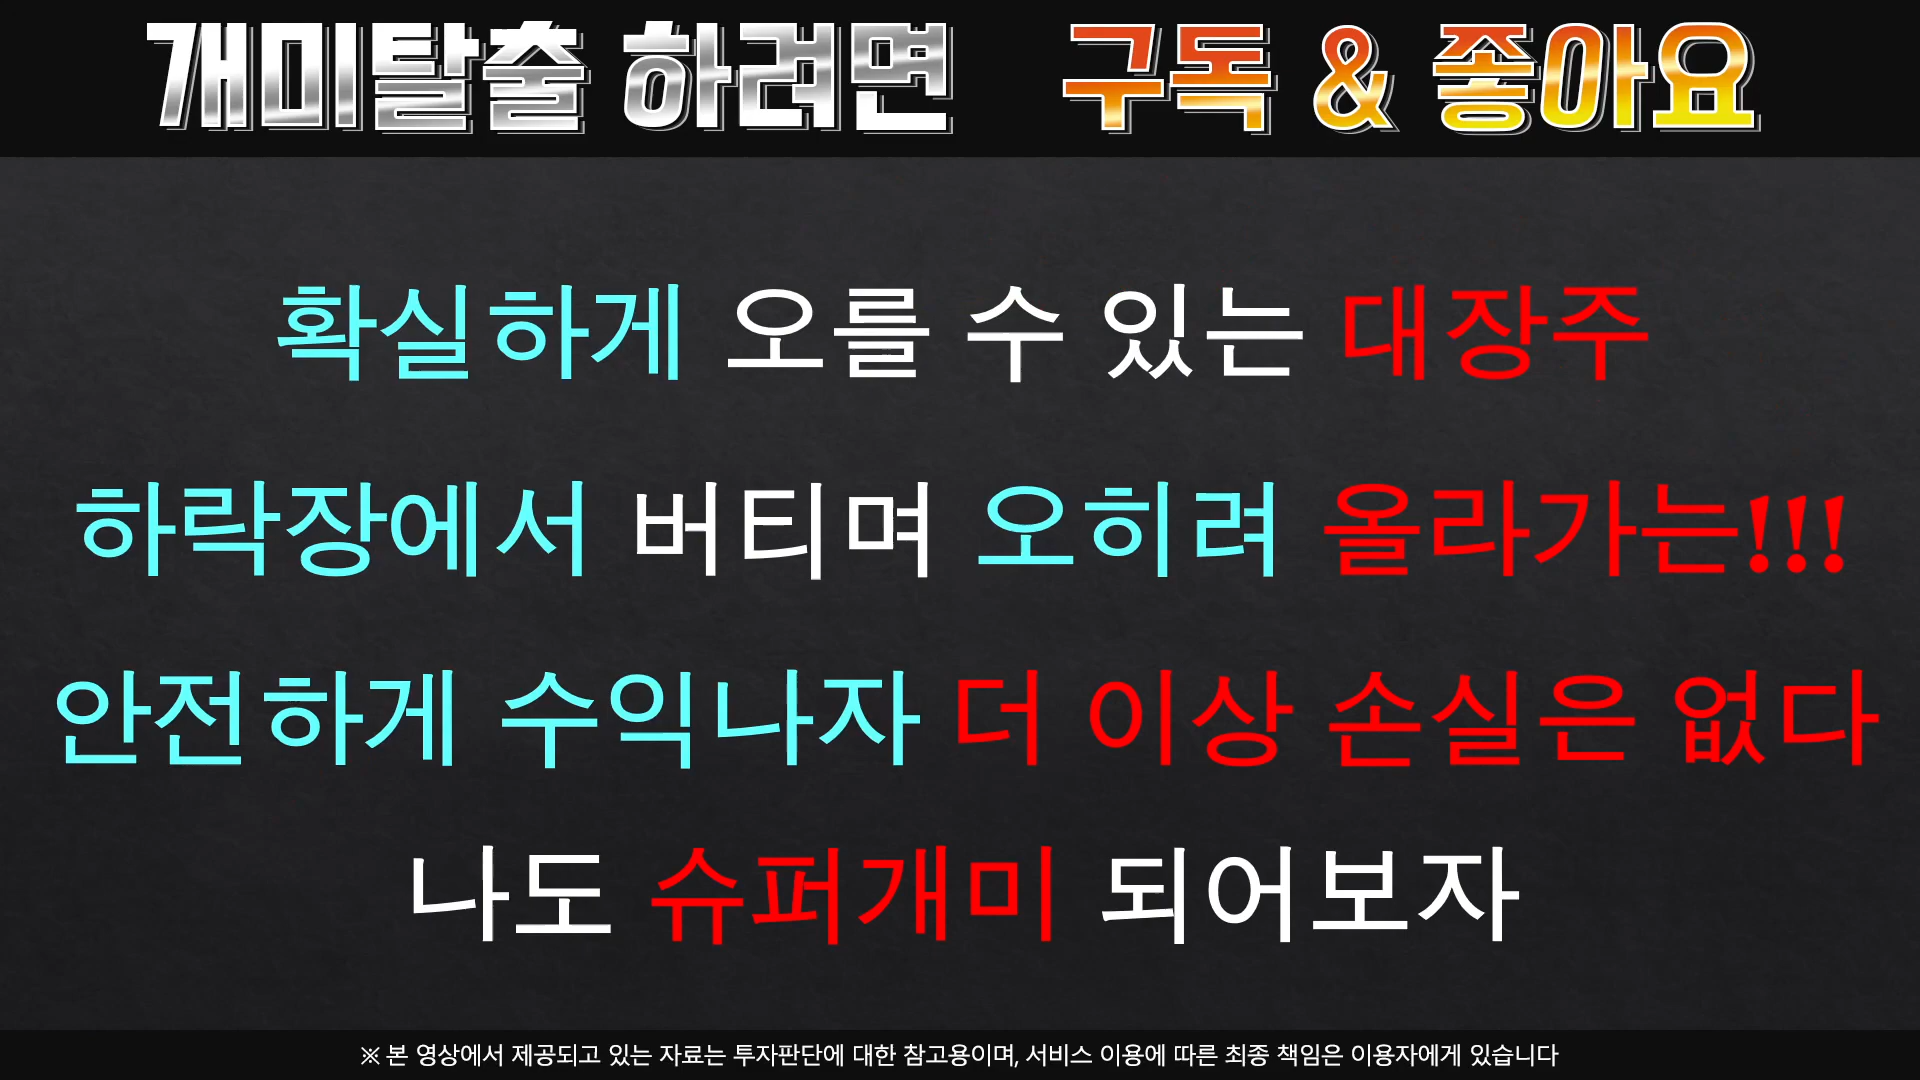 개미탈출 하려면 구독 & 좋아요
확실하게 오를 수 있는 대장주
하락장에서 버티며 오히려 올라가는!!!
안전하게 수익나자 더 이상 손실은 없다
나도 슈퍼개미 되어보자
※ 본 영상에서 제공되고 있는 자료는 투자판단에 대한 참고용이며, 서비스 이용에 따른 최종 책임은 이용자에게 있습니다